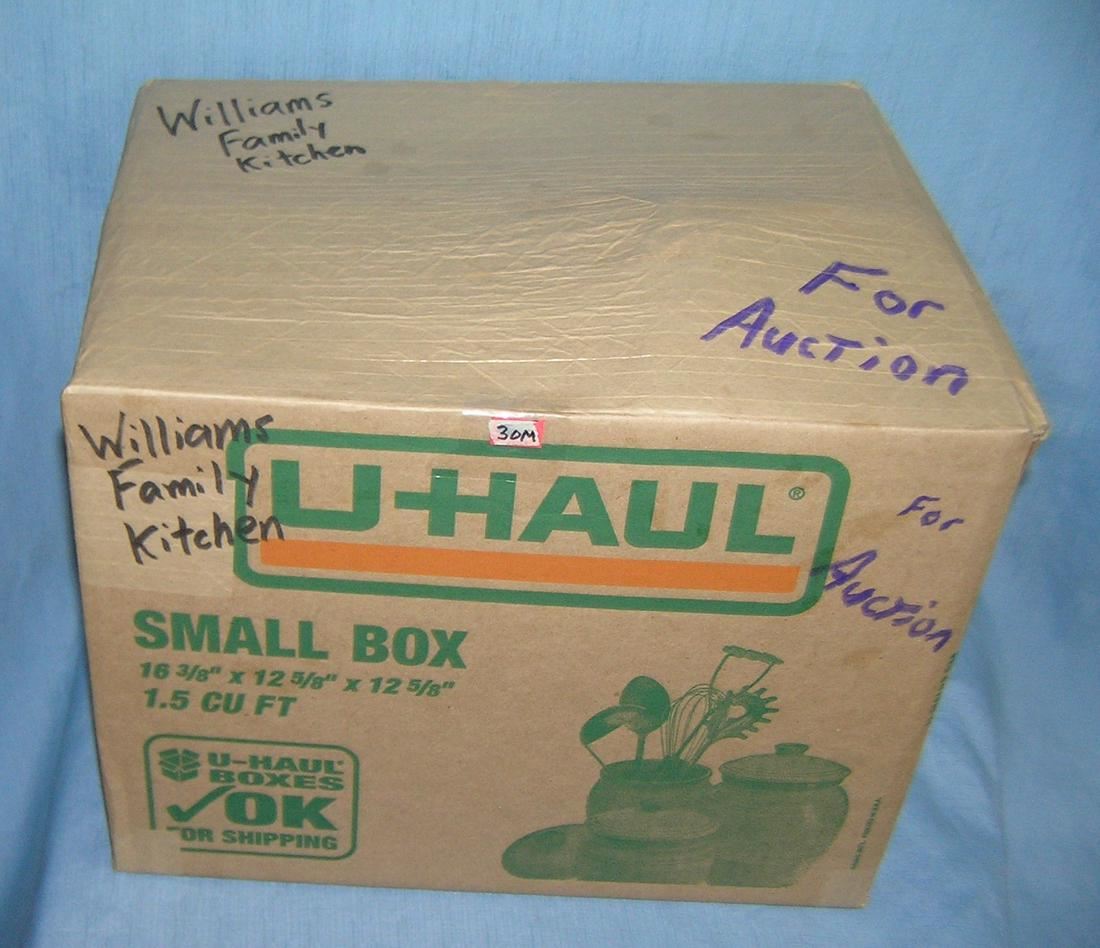 Williams
Family
Kitchen
For
Auction
30M
Williams
Family
Kitchen
U-HAUL®
For
Auction
SMALL BOX
16 3/8" x 12 5/8" x 12 5/8"
1.5 CU FT
U-HAUL®
BOXES
✓OK
OR SHIPPING